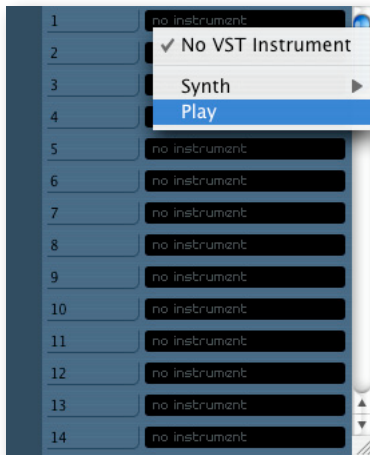 1 no instrument
✓ No VST Instrument
2
3
Synth
4
Play
5 no instrument
6 no instrument
7 no instrument
8 no instrument
9 no instrument
10 no instrument
11 no instrument
12 no instrument
13 no instrument
14 no instrument